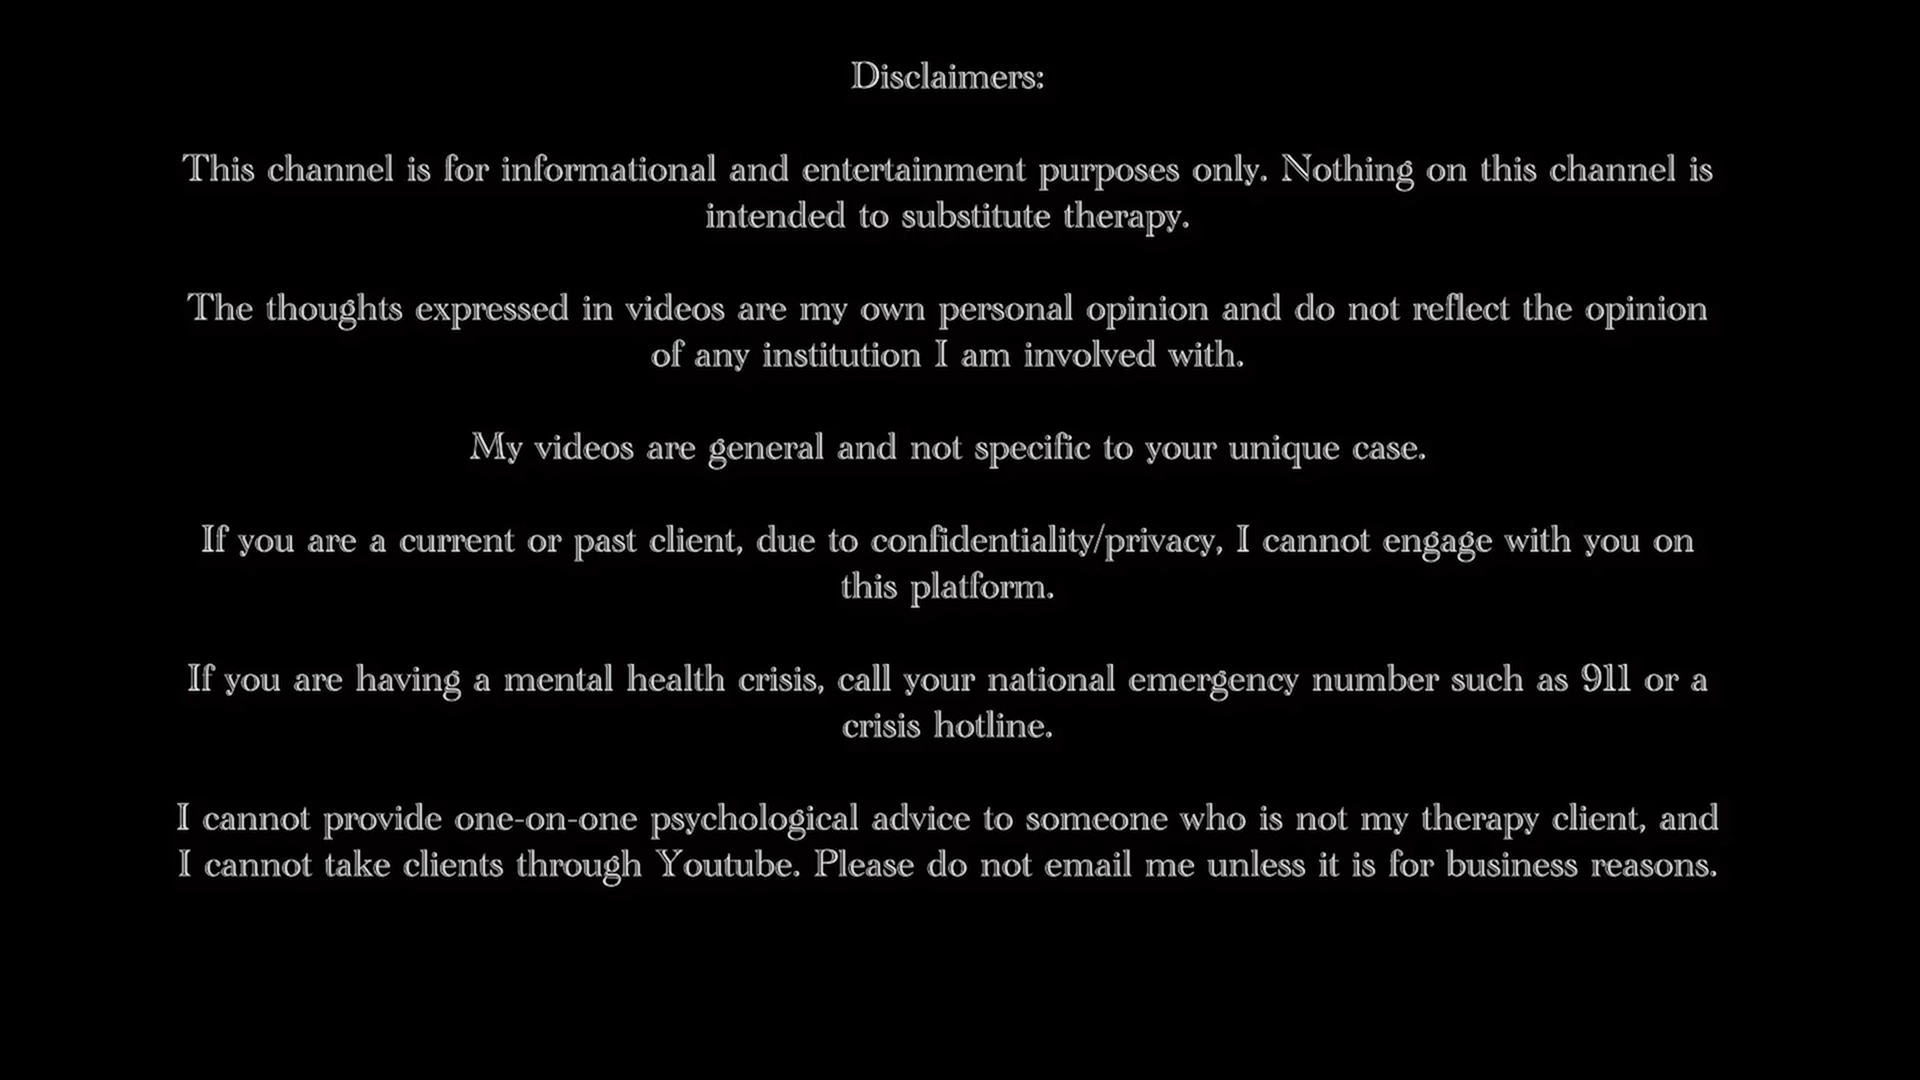 Disclaimers:
This channel is for informational and entertainment purposes only. Nothing on this channel is
intended to substitute therapy.
The thoughts expressed in videos are my own personal opinion and do not reflect the opinion
of any institution I am involved with.
My videos are general and not specific to your unique case.
If you are a current or past client, due to confidentiality/privacy, I cannot engage with you on
this platform.
If you are having a mental health crisis, call your national emergency number such as 911 or a
crisis hotline.
I cannot provide one-on-one psychological advice to someone who is not my therapy client, and
I cannot take clients through Youtube. Please do not email me unless it is for business reasons.